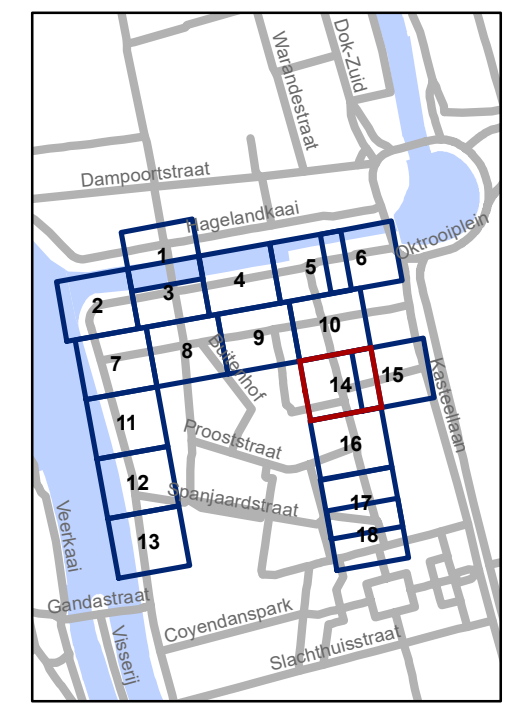 Dok-Zuid
Warandestraat
Dampoortstraat
Hagelandkaai
Oktrooiplein
1
2
3
4
5
6
7
8
9
10
Buitenhof
Kasteellaan
11
14
15
Prooststraat
16
12
Spanjaardstraat
17
Veerkaai
13
18
Gandastraat
Coyendanspark
Visserij
Slachthuisstraat